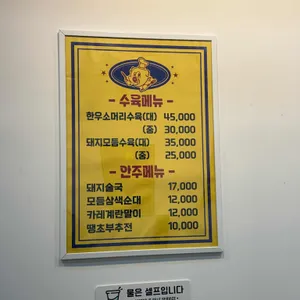 - 수육메뉴 -
한우소머리수육(대) 45,000
(중) 30,000
돼지모듬수육(대) 35,000
(중) 25,000
- 안주메뉴 -
돼지술국 17,000
모듬삼색순대 12,000
카레계란말이 12,000
땡초부추전 10,000
물은 셀프입니다